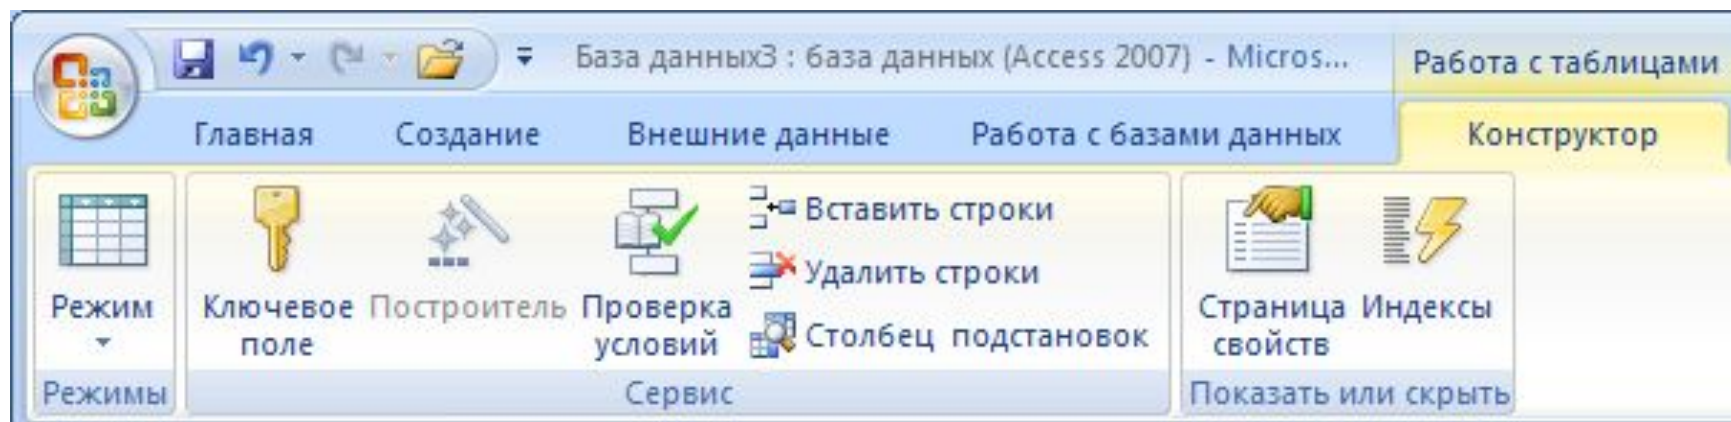 База данных3 : база данных (Access 2007) - Micros...
Работа с таблицами
Главная Создание Внешние данные Работа с базами данных Конструктор
Режим
Ключевое поле
Построитель
Проверка условий
Вставить строки
Удалить строки
Столбец подстановок
Страница свойств
Индексы
Режимы
Сервис
Показать или скрыть